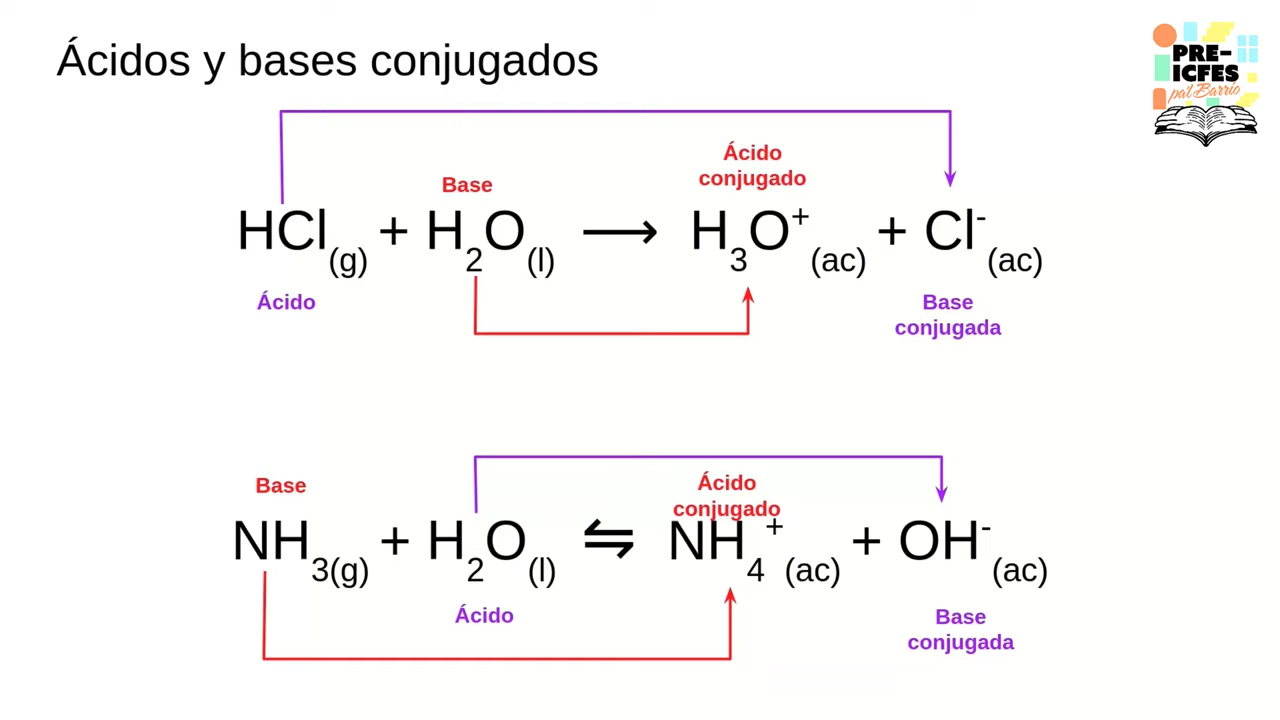 Ácidos y bases conjugados
PRE-
ICFES
pa'l Barrio
Base
Ácido
conjugado
HCl(g) + H2O(l) ⟶ H3O+(ac) + Cl-(ac)
Ácido
Base
conjugada
Base
Ácido
conjugado
NH3(g) + H2O(l) ⇋ NH4+(ac) + OH-(ac)
Ácido
Base
conjugada